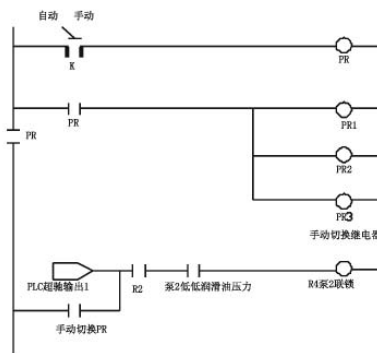 自动 手动
K
PR
PR
PR1
PR
PR2
PR3
手动切换继电器
PLC超驰输出1
R2
泵2低低润滑油压力
R4泵2联锁
手动切换PR